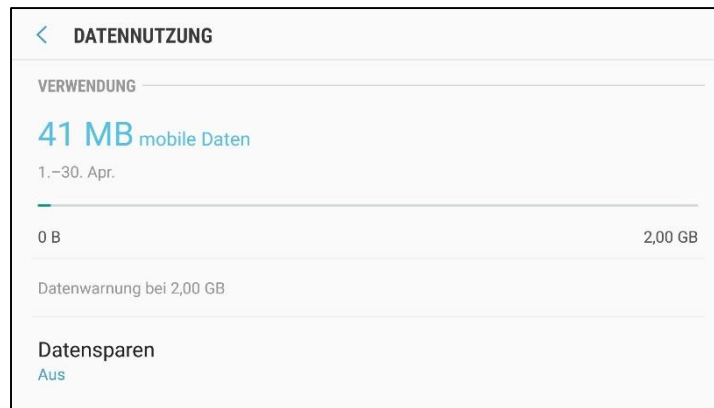 DATENNUTZUNG
VERWENDUNG
41 MB mobile Daten
1.–30. Apr.
0 B 2,00 GB
Datenwarnung bei 2,00 GB
Datensparen
Aus